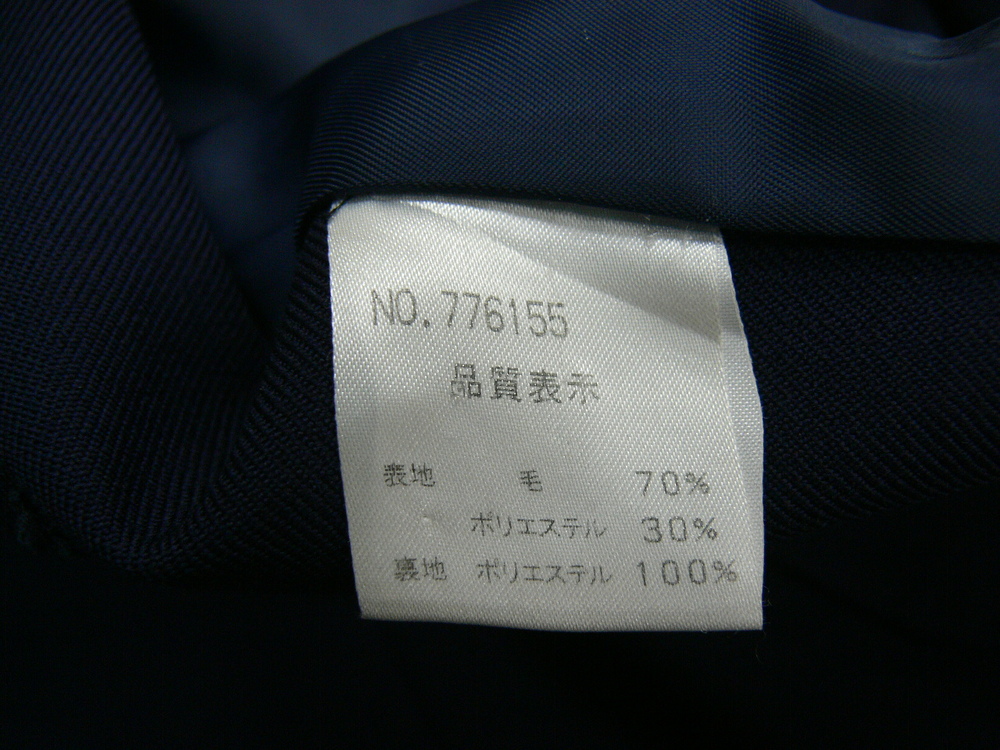 NO.776155
品質表示
表地 毛 70%
ポリエステル 30%
裏地 ポリエステル 100%